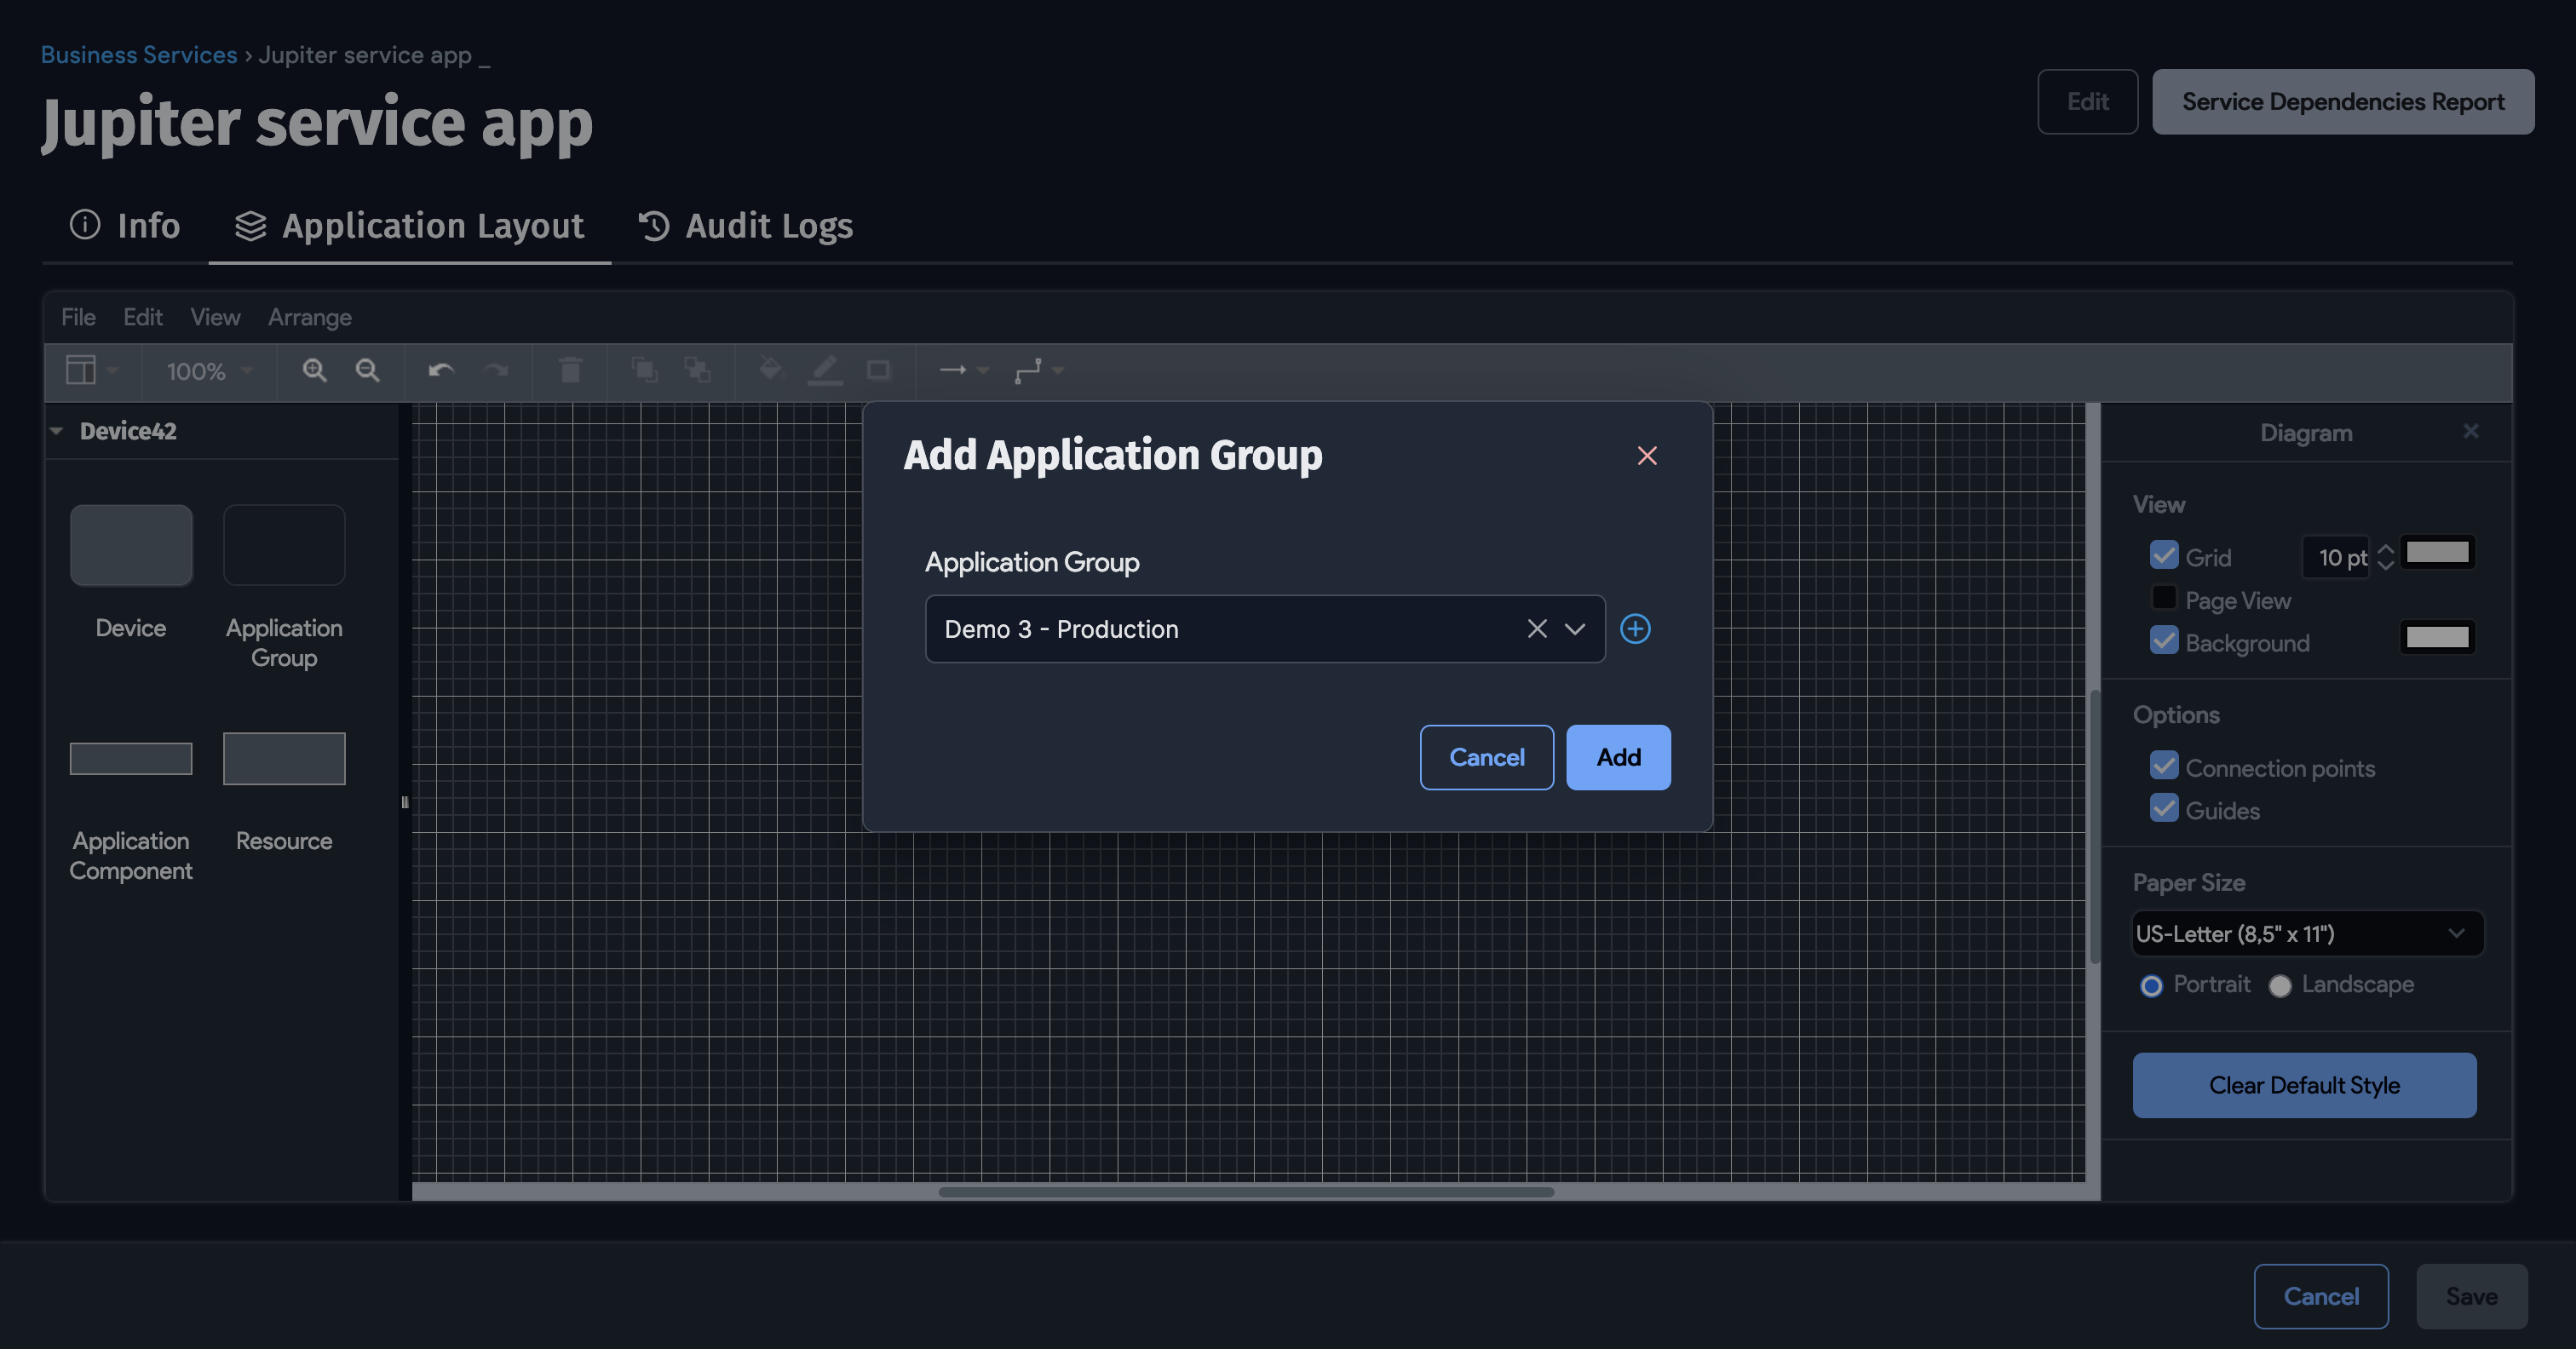 Business Services › Jupiter service app _
Jupiter service app
Edit
Service Dependencies Report
Info
Application Layout
Audit Logs
File Edit View Arrange
100%
Device42
Device
Application
Group
Application
Component
Resource
Add Application Group
Application Group
Demo 3 - Production
Cancel
Add
Diagram
View
Grid
10 pt
Page View
Background
Options
Connection points
Guides
Paper Size
US-Letter (8,5" x 11")
Portrait
Landscape
Clear Default Style
Cancel
Save